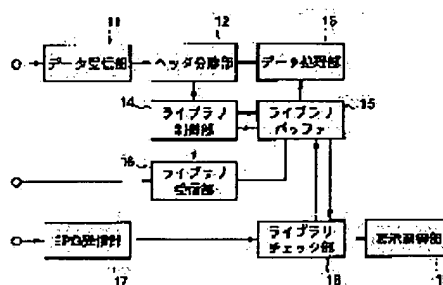 11
12
13
データ受信部
ヘッダ分離部
データ処理部
14
ライブラリ
制御部
ライブラリ
バッファ
15
16
ライブラリ
受信部
EPG受信部
ライブラリ
チェック部
表示制御部
17
18